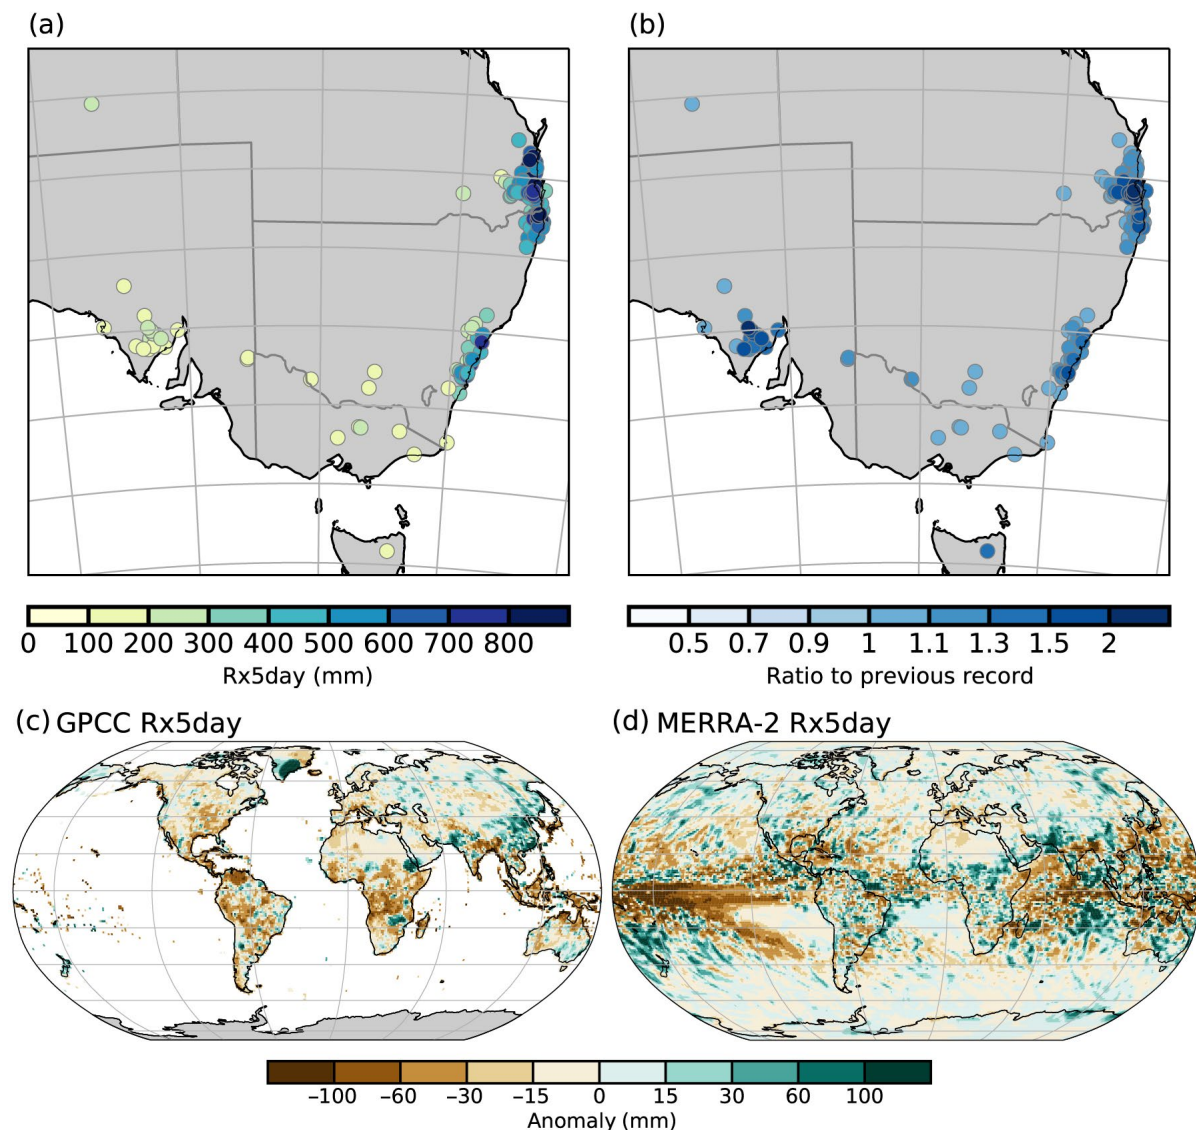 (a)
(b)
0 100 200 300 400 500 600 700 800
Rx5day (mm)
0.5 0.7 0.9 1 1.1 1.3 1.5 2
Ratio to previous record
(c) GPCC Rx5day
(d) MERRA-2 Rx5day
−100 −60 −30 −15 0 15 30 60 100
Anomaly (mm)